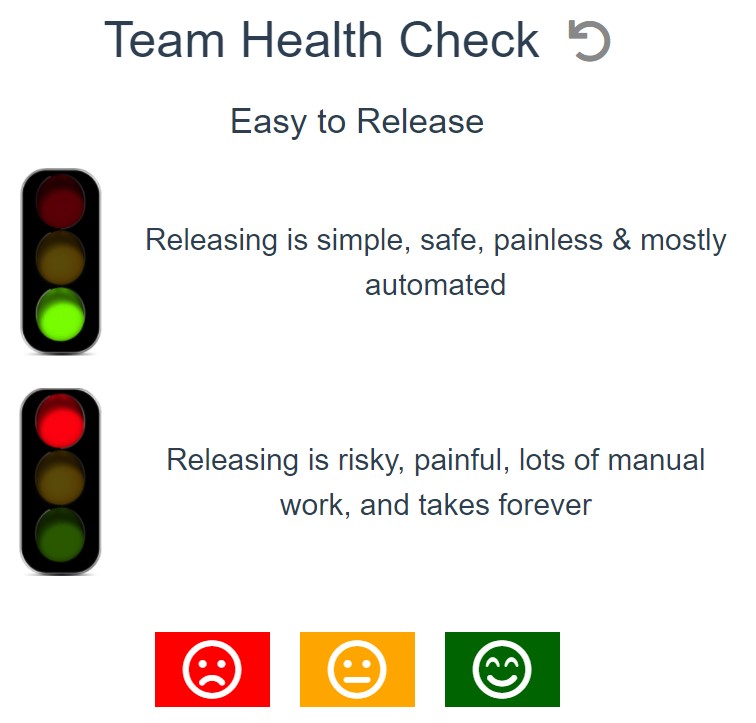 Team Health Check
Easy to Release
Releasing is simple, safe, painless & mostly
automated
Releasing is risky, painful, lots of manual
work, and takes forever